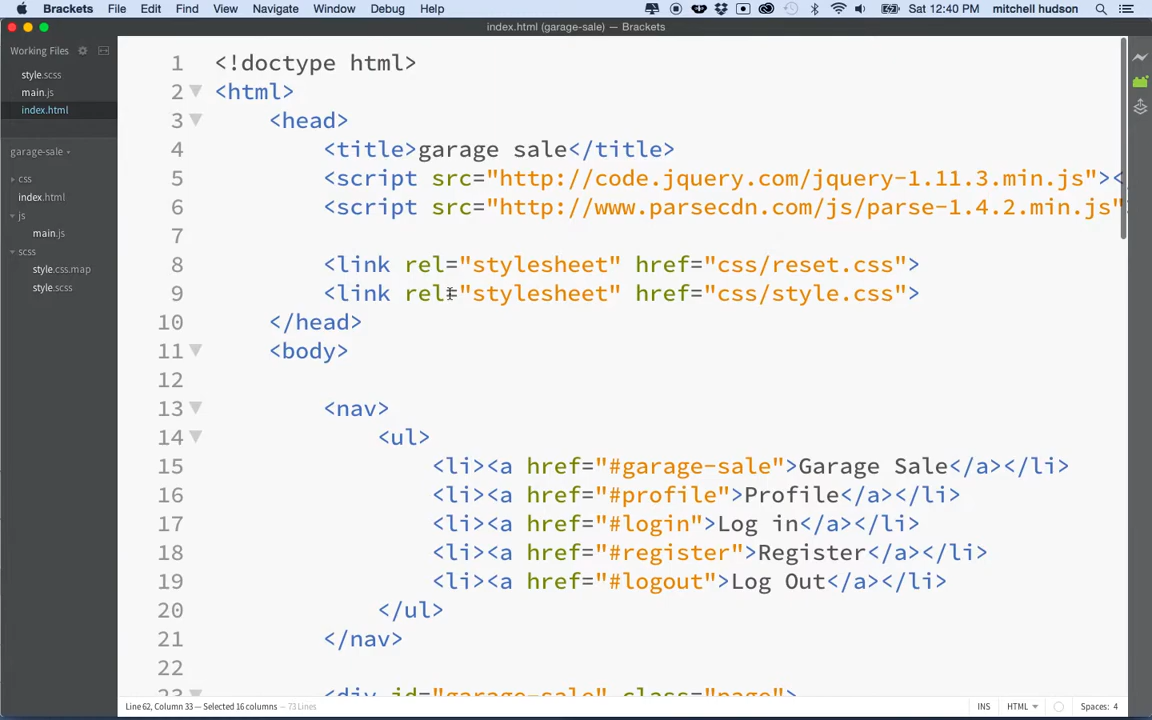 Brackets File Edit Find View Navigate Window Debug Help Sat 12:40 PM mitchell hudson
index.html (garage-sale) — Brackets
Working Files
style.scss
main.js
index.html
garage-sale
css
index.html
js
main.js
scss
style.css.map
style.scss
1 <!doctype html>
2 <html>
3 <head>
4 <title>garage sale</title>
5 <script src="http://code.jquery.com/jquery-1.11.3.min.js"><
6 <script src="http://www.parsecdn.com/js/parse-1.4.2.min.js"
7
8 <link rel="stylesheet" href="css/reset.css">
9 <link rel="stylesheet" href="css/style.css">
10 </head>
11 <body>
12
13 <nav>
14 <ul>
15 <li><a href="#garage-sale">Garage Sale</a></li>
16 <li><a href="#profile">Profile</a></li>
17 <li><a href="#login">Log in</a></li>
18 <li><a href="#register">Register</a></li>
19 <li><a href="#logout">Log Out</a></li>
20 </ul>
21 </nav>
22
23 <div id="garage-sale" class="page">
Line 62, Column 33 — Selected 16 columns — 73 Lines INS HTML Spaces: 4